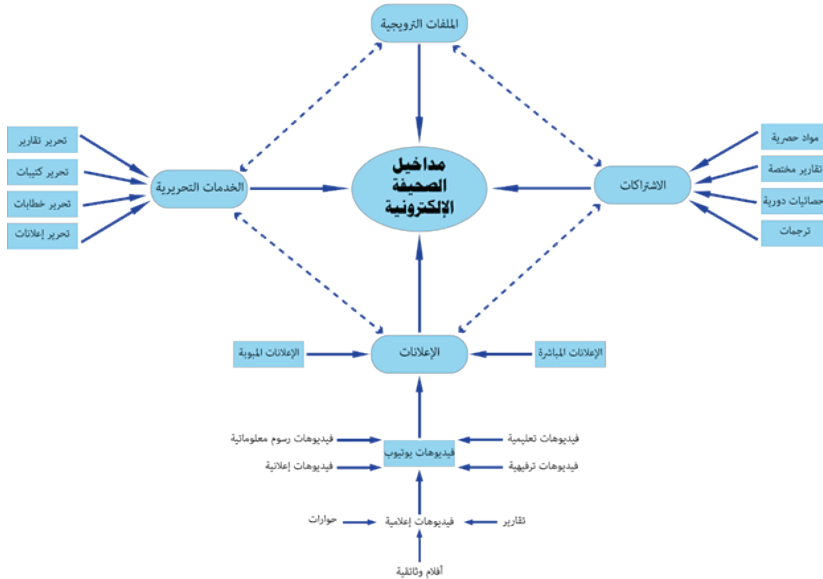 الملفات الترويجية
مداخيل
الصحيفة
الإلكترونية
مواد حصرية
تقارير مختصة
حصائيات دورية
ترجمات
الاشتراكات
الخدمات التحريرية
تحرير تقارير
تحرير كتيبات
تحرير خطابات
تحرير إعلانات
الإعلانات
الإعلانات المباشرة
الإعلانات المبوبة
فيديوهات يوتيوب
فيديوهات تعليمية
فيديوهات ترفيهية
فيديوهات رسوم معلوماتية
فيديوهات إعلانية
فيديوهات إعلامية
تقارير
حوارات
أفلام وثائقية